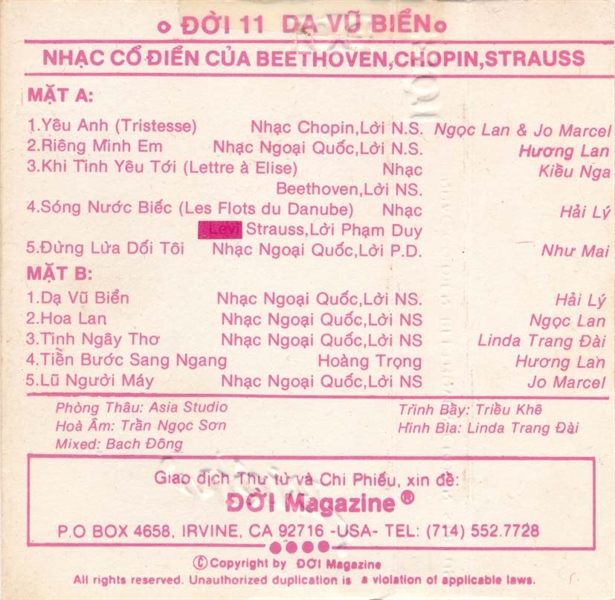 ĐỜI 11 DẠ VŨ BIỂN
NHẠC CỔ ĐIỂN CỦA BEETHOVEN,CHOPIN,STRAUSS
MẶT A:
1.Yêu Anh (Tristesse) Nhạc Chopin,Lời N.S. Ngọc Lan & Jo Marcel
2.Riêng Mình Em Nhạc Ngoại Quốc,Lời N.S. Hương Lan
3.Khi Tình Yêu Tới (Lettre à Elise) Nhạc Kiều Nga
Beethoven,Lời NS.
4.Sóng Nước Biếc (Les Flots du Danube) Nhạc Hải Lý
Levi Strauss,Lời Phạm Duy
5.Đừng Lừa Dối Tôi Nhạc Ngoại Quốc,Lời P.D. Như Mai
MẶT B:
1.Dạ Vũ Biển Nhạc Ngoại Quốc,Lời NS. Hải Lý
2.Hoa Lan Nhạc Ngoại Quốc,Lời NS Ngọc Lan
3.Tình Ngây Thơ Nhạc Ngoại Quốc,Lời NS Linda Trang Đài
4.Tiễn Bước Sang Ngang Hoàng Trọng Hương Lan
5.Lũ Người Máy Nhạc Ngoại Quốc,Lời NS Jo Marcel
Phòng Thâu: Asia Studio Trình Bầy: Triều Khê
Hoà Âm: Trần Ngọc Sơn Hình Bìa: Linda Trang Đài
Mixed: Bạch Đông
Giao dịch Thư từ và Chi Phiếu, xin đề:
ĐỜI Magazine®
P.O BOX 4658, IRVINE, CA 92716 -USA- TEL: (714) 552.7728
©Copyright by ĐỜI Magazine
All rights reserved. Unauthorized duplication is a violation of applicable laws.